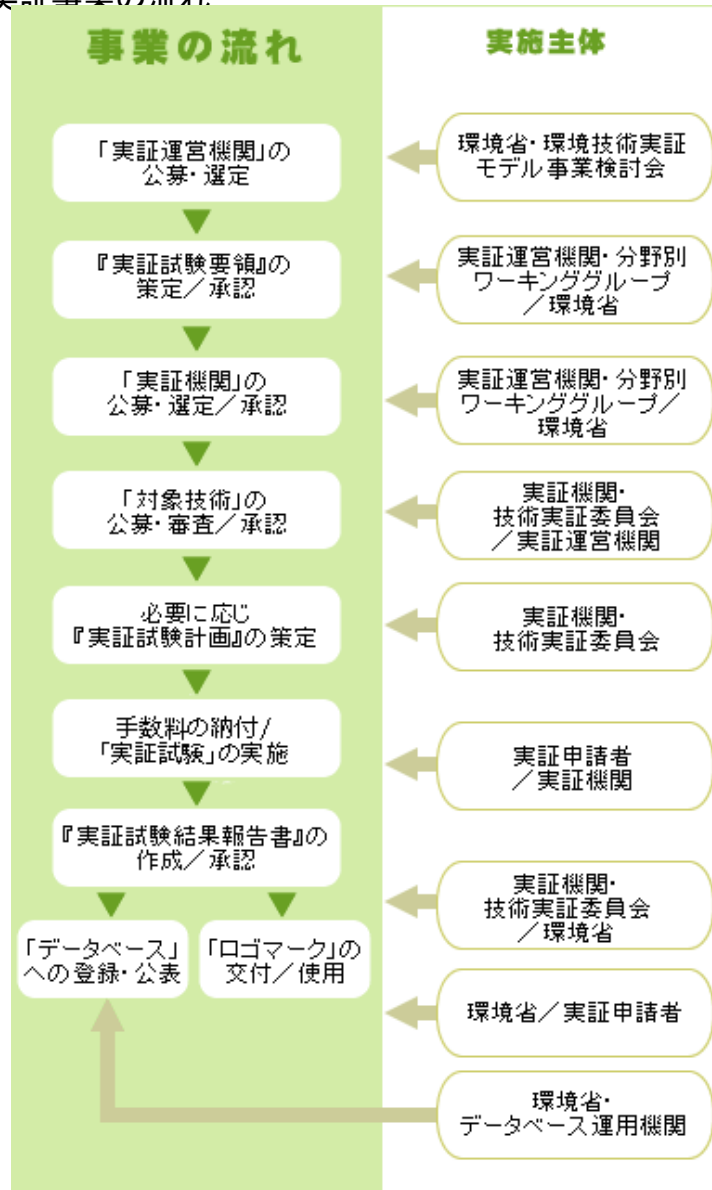 実証事業の流れ
事業の流れ
実施主体
「実証運営機関」の
公募・選定
環境省・環境技術実証
モデル事業検討会
『実証試験要領』の
策定／承認
実証運営機関・分野別
ワーキンググループ
／環境省
「実証機関」の
公募・選定／承認
実証運営機関・分野別
ワーキンググループ／
環境省
「対象技術」の
公募・審査／承認
実証機関・
技術実証委員会
／実証運営機関
必要に応じ
『実証試験計画』の策定
実証機関・
技術実証委員会
手数料の納付/
「実証試験」の実施
実証申請者
／実証機関
『実証試験結果報告書』の
作成／承認
実証機関・
技術実証委員会
／環境省
「データベース」
への登録・公表
「ロゴマーク」の
交付／使用
環境省／実証申請者
環境省・
データベース運用機関